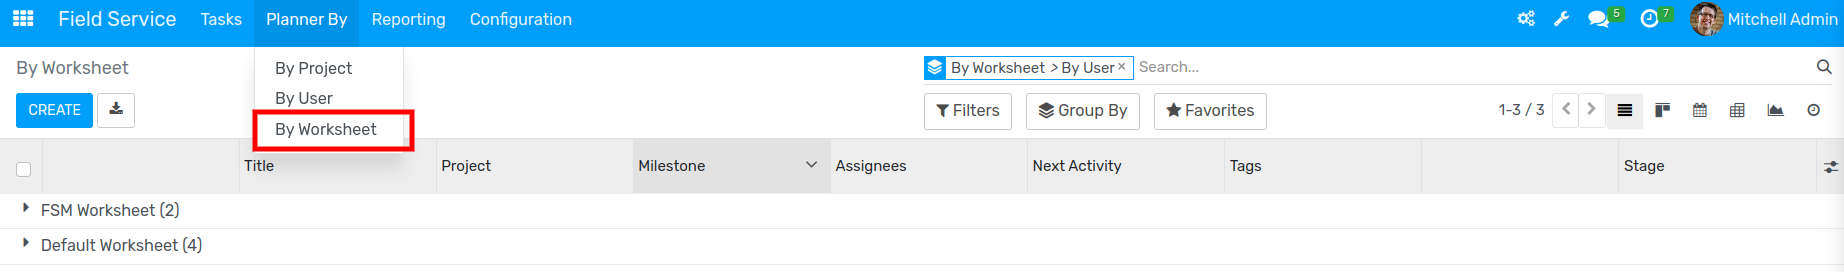 Field Service Tasks Planner By Reporting Configuration 5 7 Mitchell Admin
By Worksheet By Project By Worksheet > By User × Search...
By User
CREATE Filters Group By Favorites 1-3 / 3
By Worksheet
Title Project Milestone Assignees Next Activity Tags Stage
FSM Worksheet (2)
Default Worksheet (4)